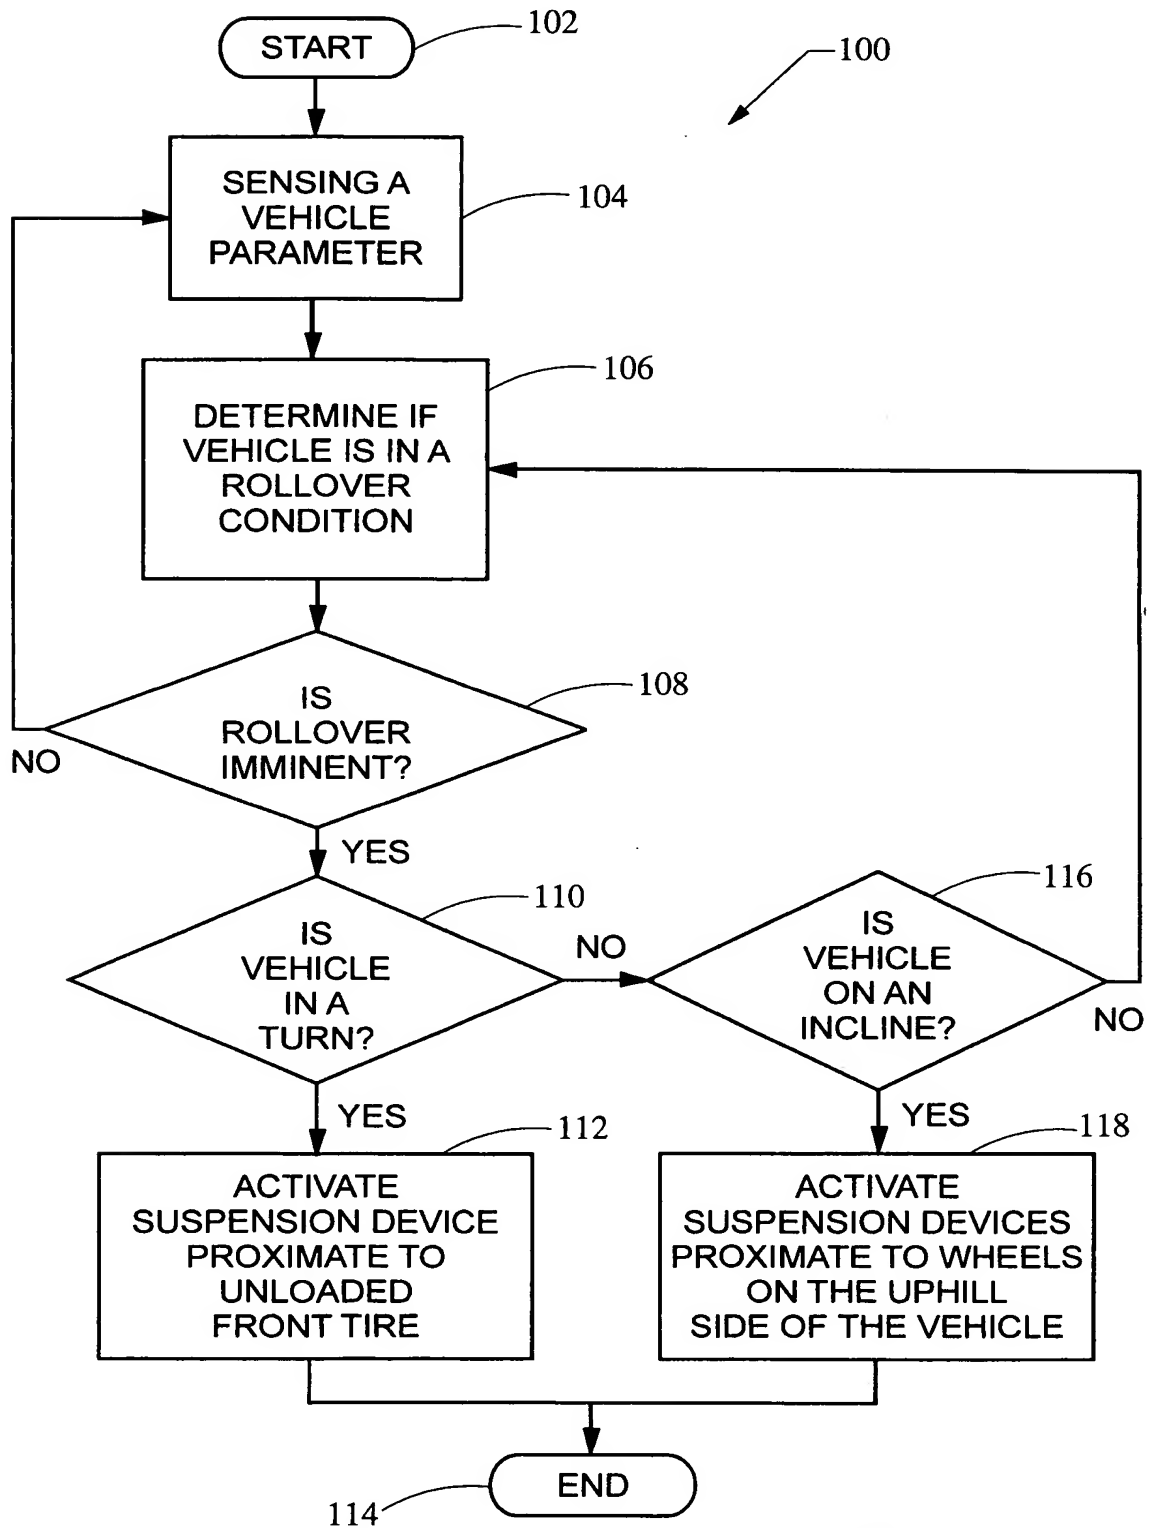 START
102
100
SENSING A
VEHICLE
PARAMETER
104
DETERMINE IF
VEHICLE IS IN A
ROLLOVER
CONDITION
106
IS
ROLLOVER
IMMINENT?
108
NO
YES
IS
VEHICLE
IN A
TURN?
110
NO
IS
VEHICLE
ON AN
INCLINE?
116
NO
YES
YES
ACTIVATE
SUSPENSION DEVICE
PROXIMATE TO
UNLOADED
FRONT TIRE
112
ACTIVATE
SUSPENSION DEVICES
PROXIMATE TO WHEELS
ON THE UPHILL
SIDE OF THE VEHICLE
118
END
114